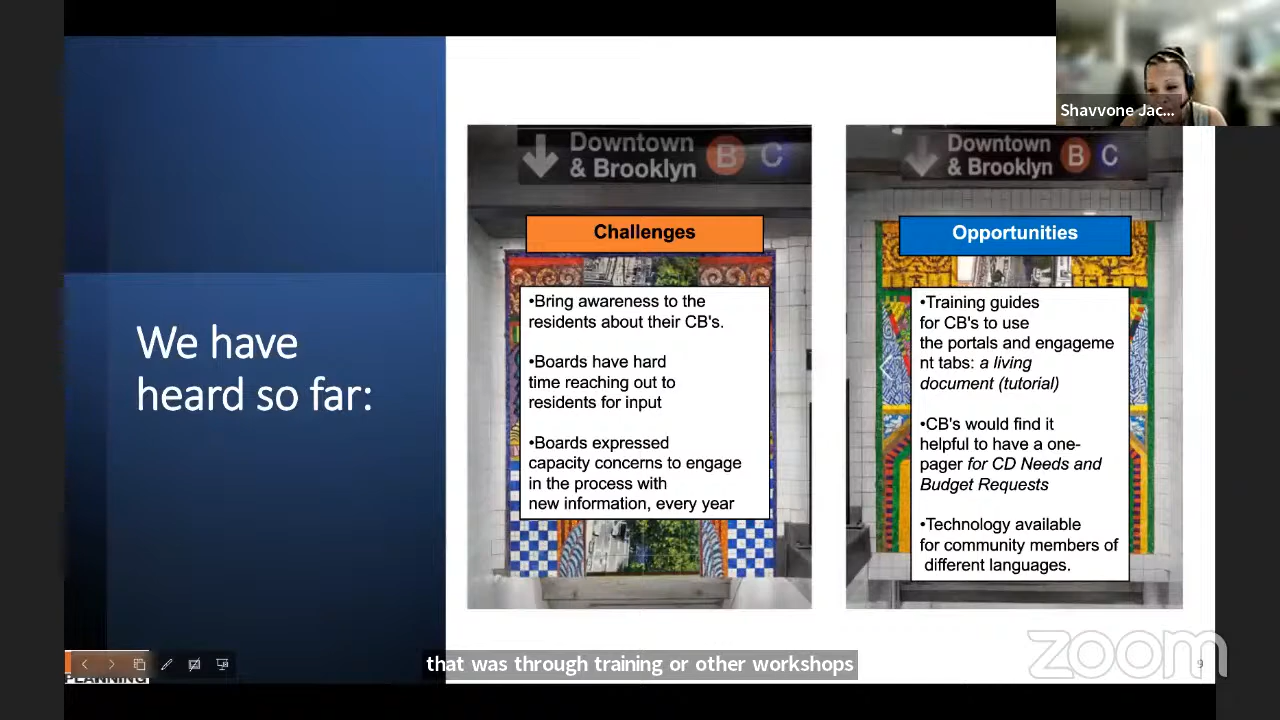 Shavvone Jac...
We have
heard so far:
Downtown
& Brooklyn B C
Challenges
•Bring awareness to the
residents about their CB's.
•Boards have hard
time reaching out to
residents for input
•Boards expressed
capacity concerns to engage
in the process with
new information, every year
Downtown
& Brooklyn B C
Opportunities
•Training guides
for CB's to use
the portals and engageme
nt tabs: a living
document (tutorial)
•CB's would find it
helpful to have a one-
pager for CD Needs and
Budget Requests
•Technology available
for community members of
different languages.
PLANNING
that was through training or other workshops
zoom
9